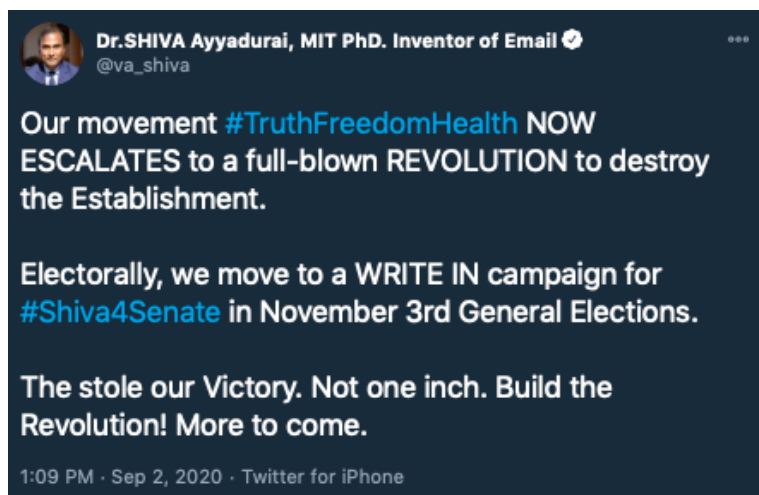 Dr.SHIVA Ayyadurai, MIT PhD. Inventor of Email
@va_shiva
Our movement #TruthFreedomHealth NOW
ESCALATES to a full-blown REVOLUTION to destroy
the Establishment.
Electorally, we move to a WRITE IN campaign for
#Shiva4Senate in November 3rd General Elections.
The stole our Victory. Not one inch. Build the
Revolution! More to come.
1:09 PM · Sep 2, 2020 · Twitter for iPhone